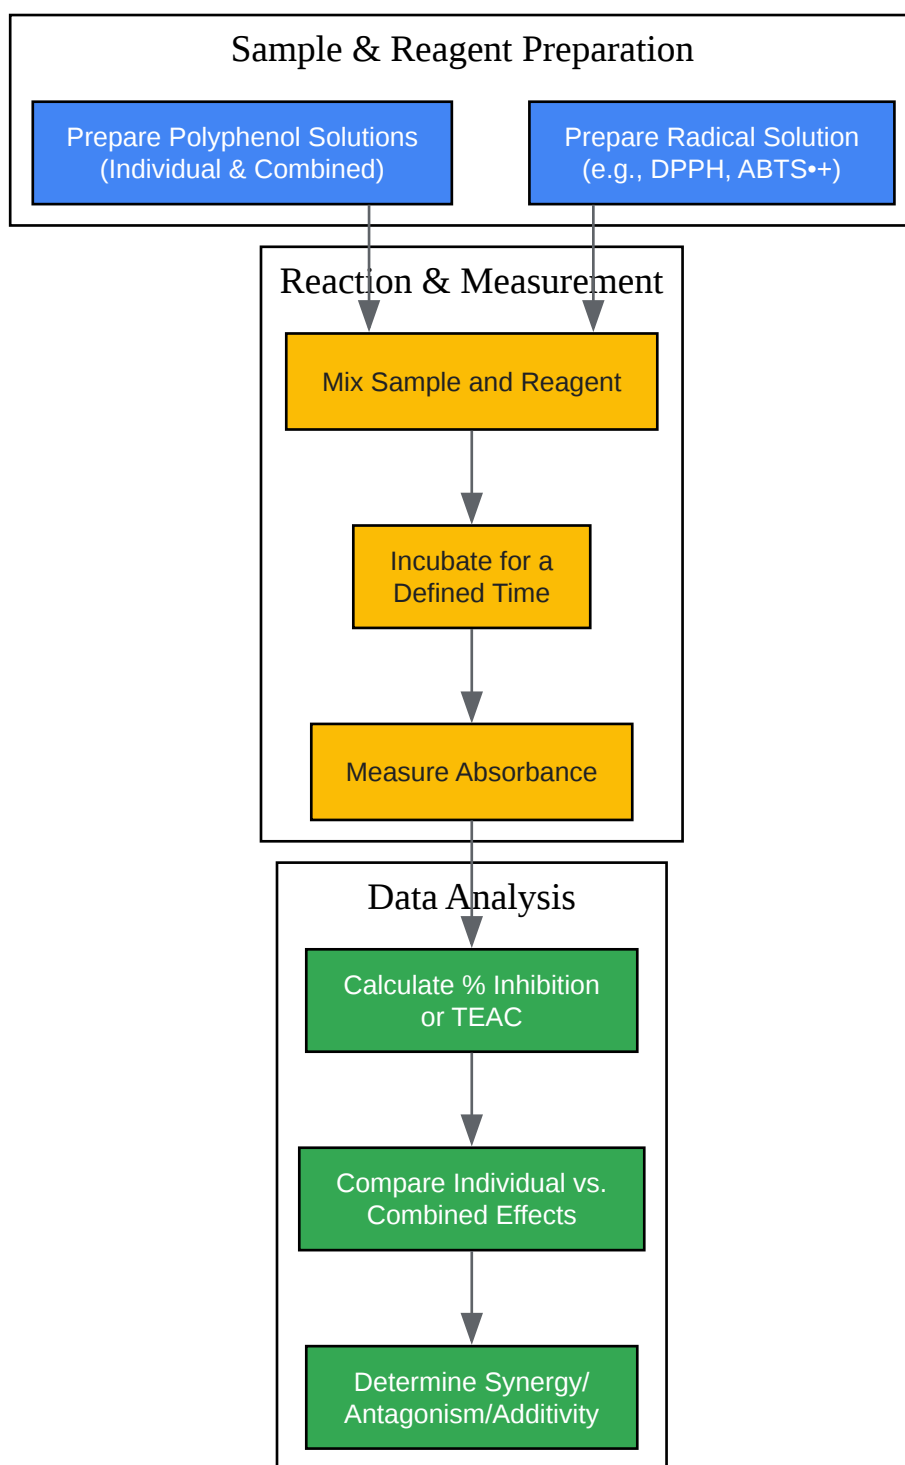 Sample & Reagent Preparation
Prepare Polyphenol Solutions
(Individual & Combined)
Prepare Radical Solution
(e.g., DPPH, ABTS•+)
Reaction & Measurement
Mix Sample and Reagent
Incubate for a
Defined Time
Measure Absorbance
Data Analysis
Calculate % Inhibition
or TEAC
Compare Individual vs.
Combined Effects
Determine Synergy/
Antagonism/Additivity